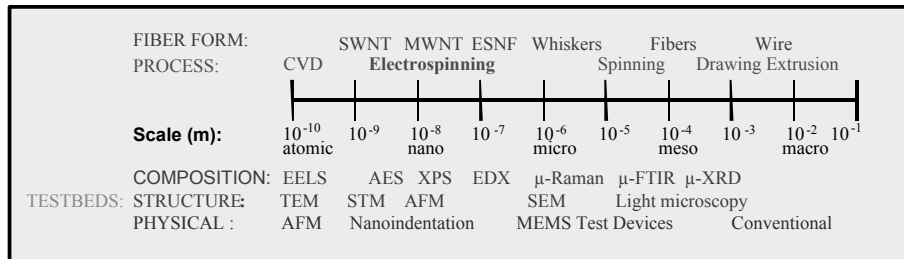 FIBER FORM: SWNT MWNT ESNF Whiskers Fibers Wire
PROCESS: CVD Electrospinning Spinning Drawing Extrusion
Scale (m): 10⁻¹⁰ 10⁻⁹ 10⁻⁸ 10⁻⁷ 10⁻⁶ 10⁻⁵ 10⁻⁴ 10⁻³ 10⁻² 10⁻¹
atomic nano micro meso macro
COMPOSITION: EELS AES XPS EDX μ-Raman μ-FTIR μ-XRD
TESTBEDS: STRUCTURE: TEM STM AFM SEM Light microscopy
PHYSICAL : AFM Nanoindentation MEMS Test Devices Conventional